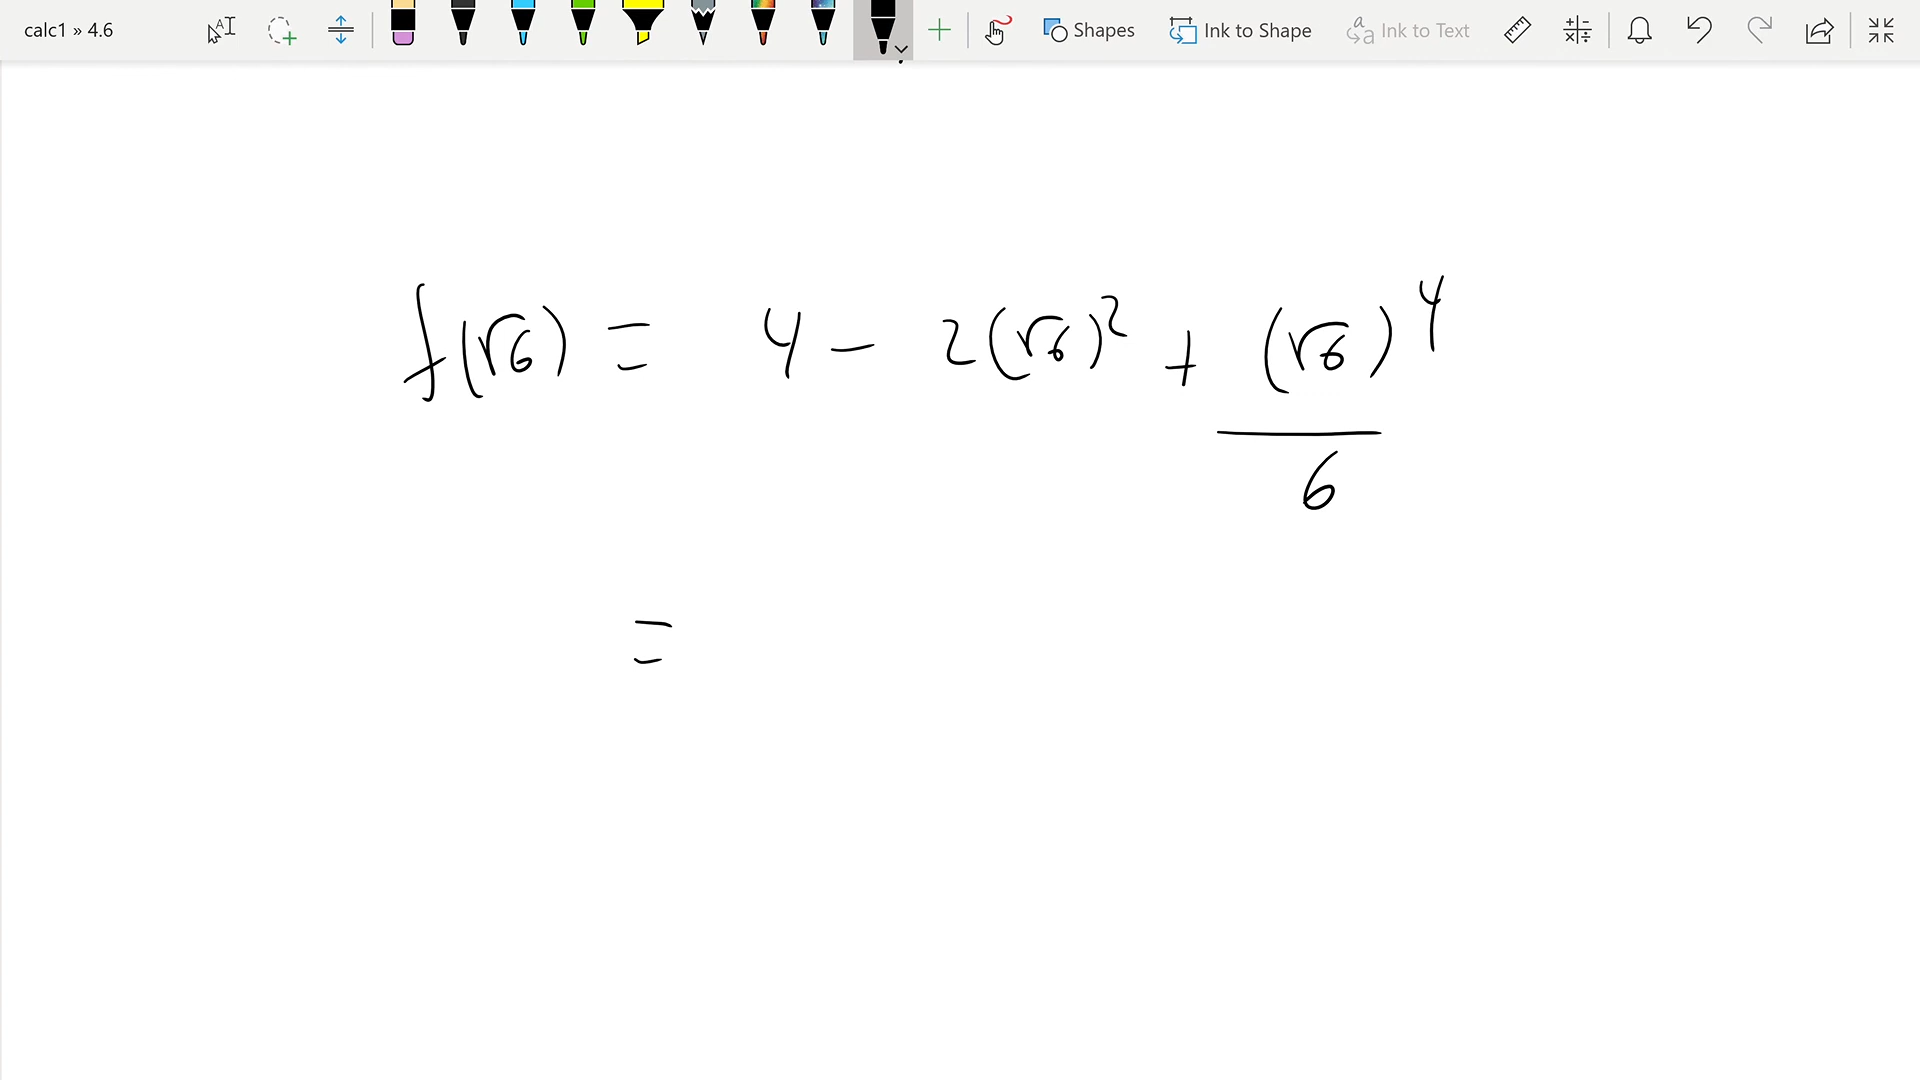 calc1 » 4.6 Shapes Ink to Shape Ink to Text
f(√6) = 4 - 2(√6)² + (√6)⁴
6
=